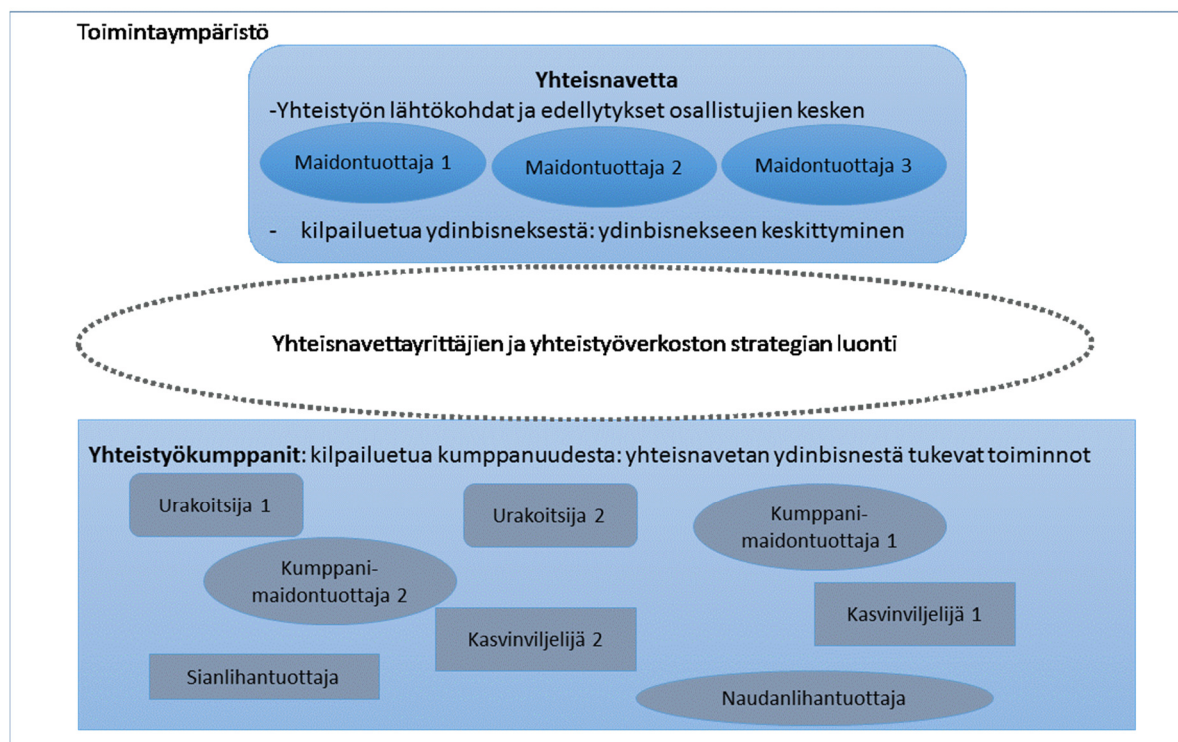 Toimintaympäristö
Yhteisnavetta
-Yhteistyön lähtökohdat ja edellytykset osallistujien kesken
Maidontuottaja 1
Maidontuottaja 2
Maidontuottaja 3
- kilpailuetua ydinbisneksestä: ydinbisnekseen keskittyminen
Yhteisnavettayrittäjien ja yhteistyöverkoston strategian luonti
Yhteistyökumppanit: kilpailuetua kumppanuudesta: yhteisnavetan ydinbisnestä tukevat toiminnot
Urakoitsija 1
Urakoitsija 2
Kumppani-
maidontuottaja 1
Kumppani-
maidontuottaja 2
Kasvinviljelijä 1
Kasvinviljelijä 2
Sianlihantuottaja
Naudanlihantuottaja